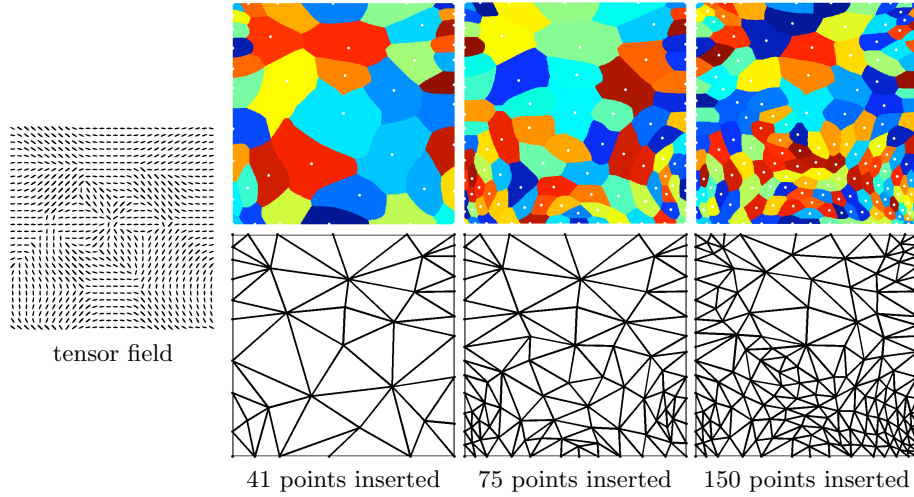 tensor field
41 points inserted
75 points inserted
150 points inserted